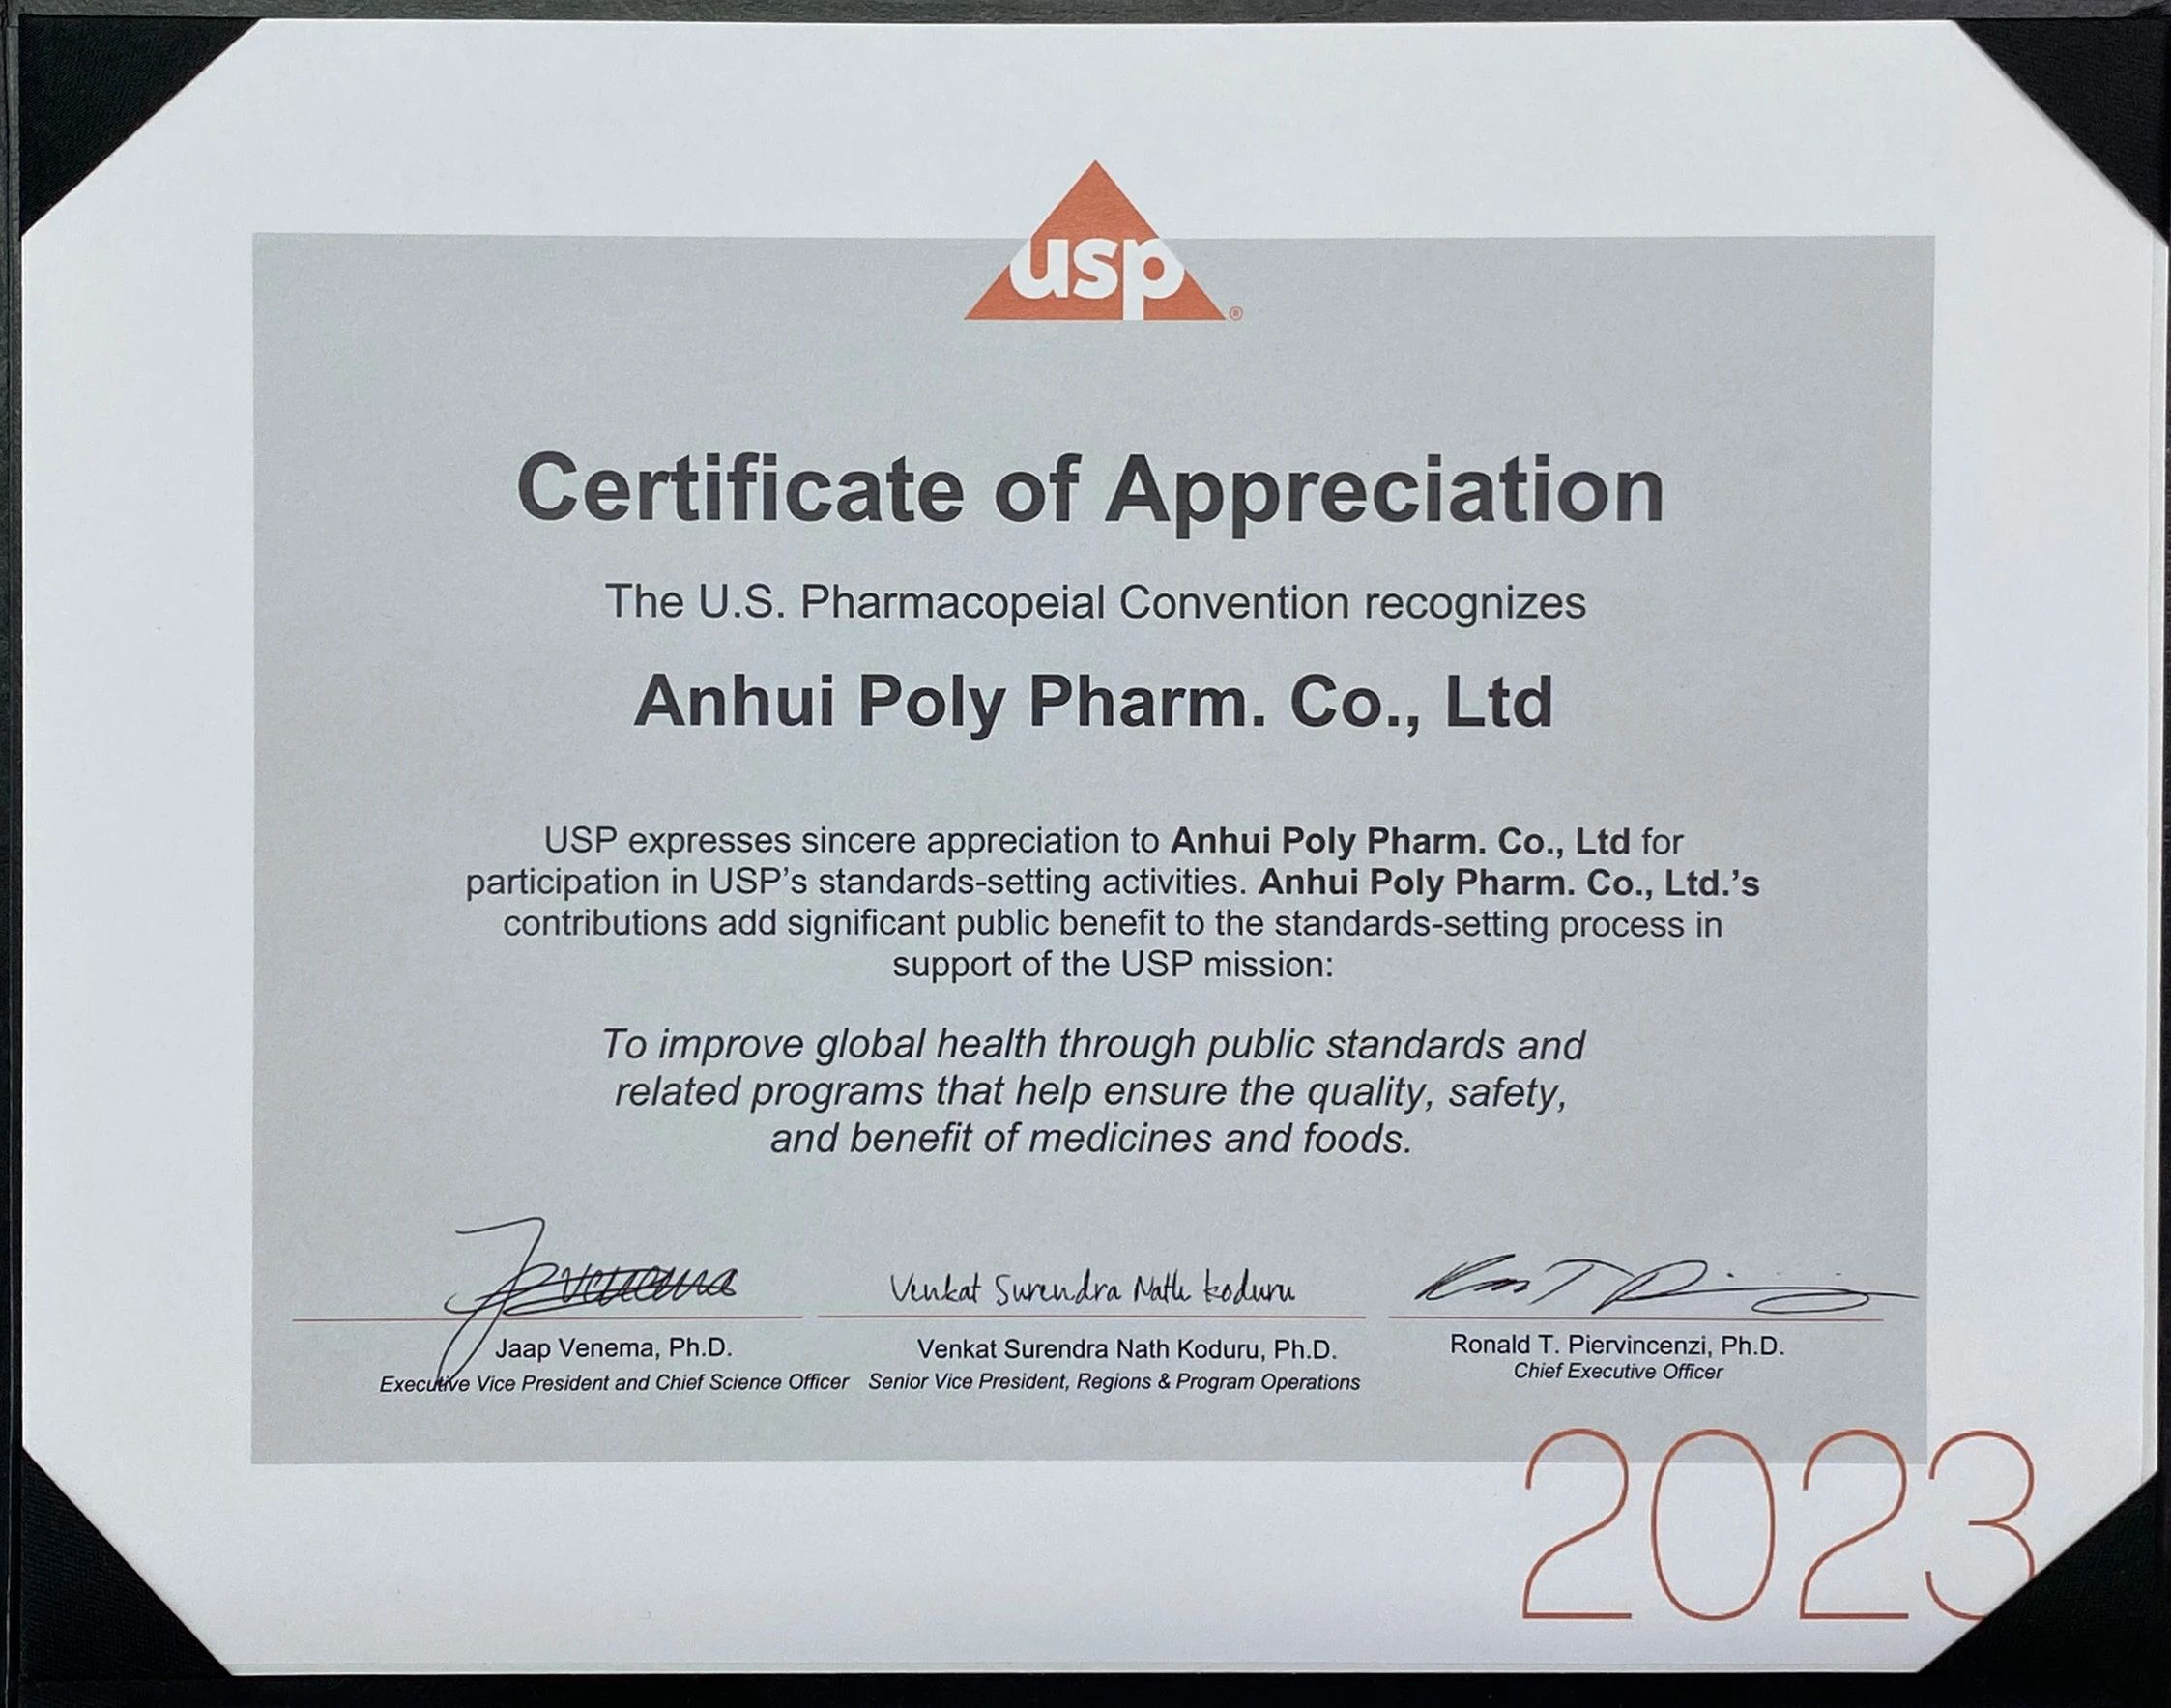 usp®
Certificate of Appreciation
The U.S. Pharmacopeial Convention recognizes
Anhui Poly Pharm. Co., Ltd
USP expresses sincere appreciation to Anhui Poly Pharm. Co., Ltd for
participation in USP’s standards-setting activities. Anhui Poly Pharm. Co., Ltd.’s
contributions add significant public benefit to the standards-setting process in
support of the USP mission:
To improve global health through public standards and
related programs that help ensure the quality, safety,
and benefit of medicines and foods.
Venkat Surendra Nath Koduru
Jaap Venema, Ph.D.
Executive Vice President and Chief Science Officer
Venkat Surendra Nath Koduru, Ph.D.
Senior Vice President, Regions & Program Operations
Ronald T. Piervincenzi, Ph.D.
Chief Executive Officer
2023